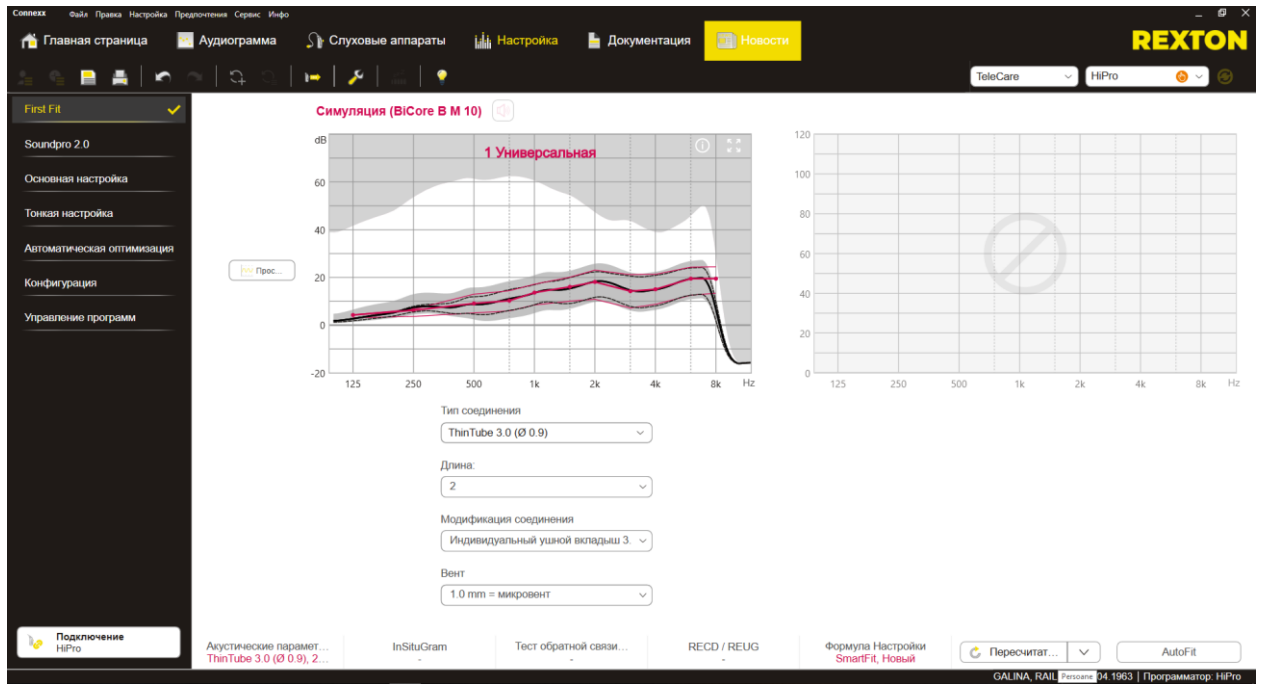 Connexx Файл Правка Настройка Предпочтения Сервис Инфо
Главная страница Аудиограмма Слуховые аппараты Настройка Документация Новости
REXTON
TeleCare HiPro
First Fit
Soundpro 2.0
Основная настройка
Тонкая настройка
Автоматическая оптимизация
Конфигурация
Управление программ
Симуляция (BiCore B M 10)
dB
1 Универсальная
60
40
20
0
-20
125 250 500 1k 2k 4k 8k Hz
Прос...
120
100
80
60
40
20
0
125 250 500 1k 2k 4k 8k Hz
Тип соединения
ThinTube 3.0 (Ø 0.9)
Длина:
2
Модификация соединения
Индивидуальный ушной вкладыш 3.
Вент
1.0 mm = микровент
Подключение
HiPro
Акустические парамет...
ThinTube 3.0 (Ø 0.9), 2...
InSituGram
-
Тест обратной связи...
-
RECD / REUG
-
Формула Настройки
SmartFit, Новый
Пересчитат...
AutoFit
GALINA, RAIL Persoane 04.1963 | Программатор: HiPro